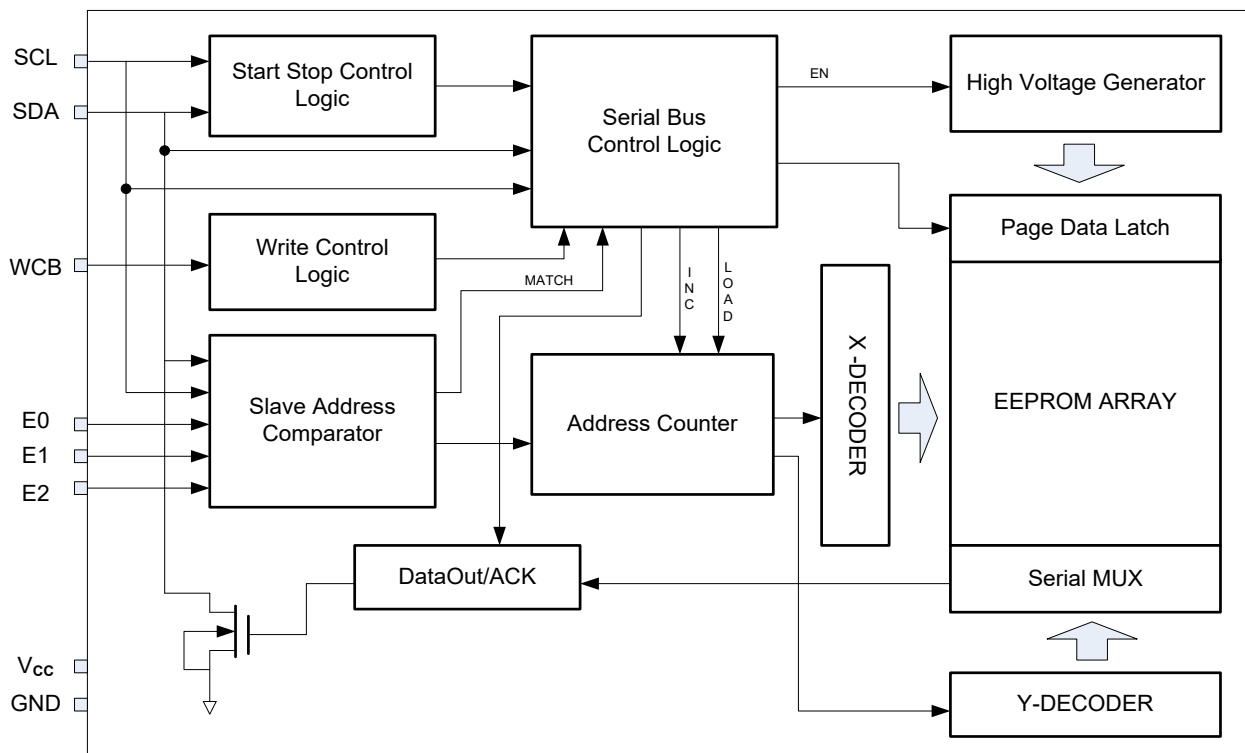 SCL
SDA
WCB
E0
E1
E2
Vcc
GND
Start Stop Control
Logic
Write Control
Logic
Slave Address
Comparator
Serial Bus
Control Logic
EN
MATCH
INC
LOAD
High Voltage Generator
Page Data Latch
EEPROM ARRAY
Serial MUX
Address Counter
X -DECODER
DataOut/ACK
Y-DECODER